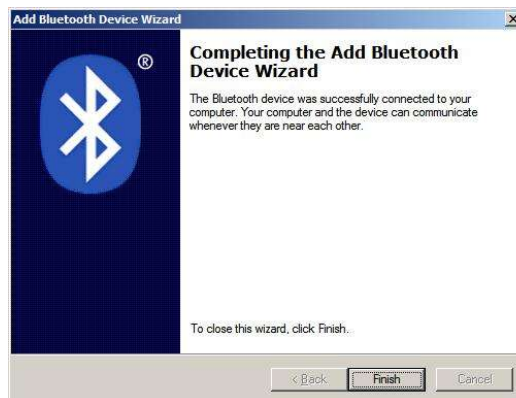 Add Bluetooth Device Wizard
®
Completing the Add Bluetooth
Device Wizard
The Bluetooth device was successfully connected to your
computer. Your computer and the device can communicate
whenever they are near each other.
To close this wizard, click Finish.
< Back Finish Cancel